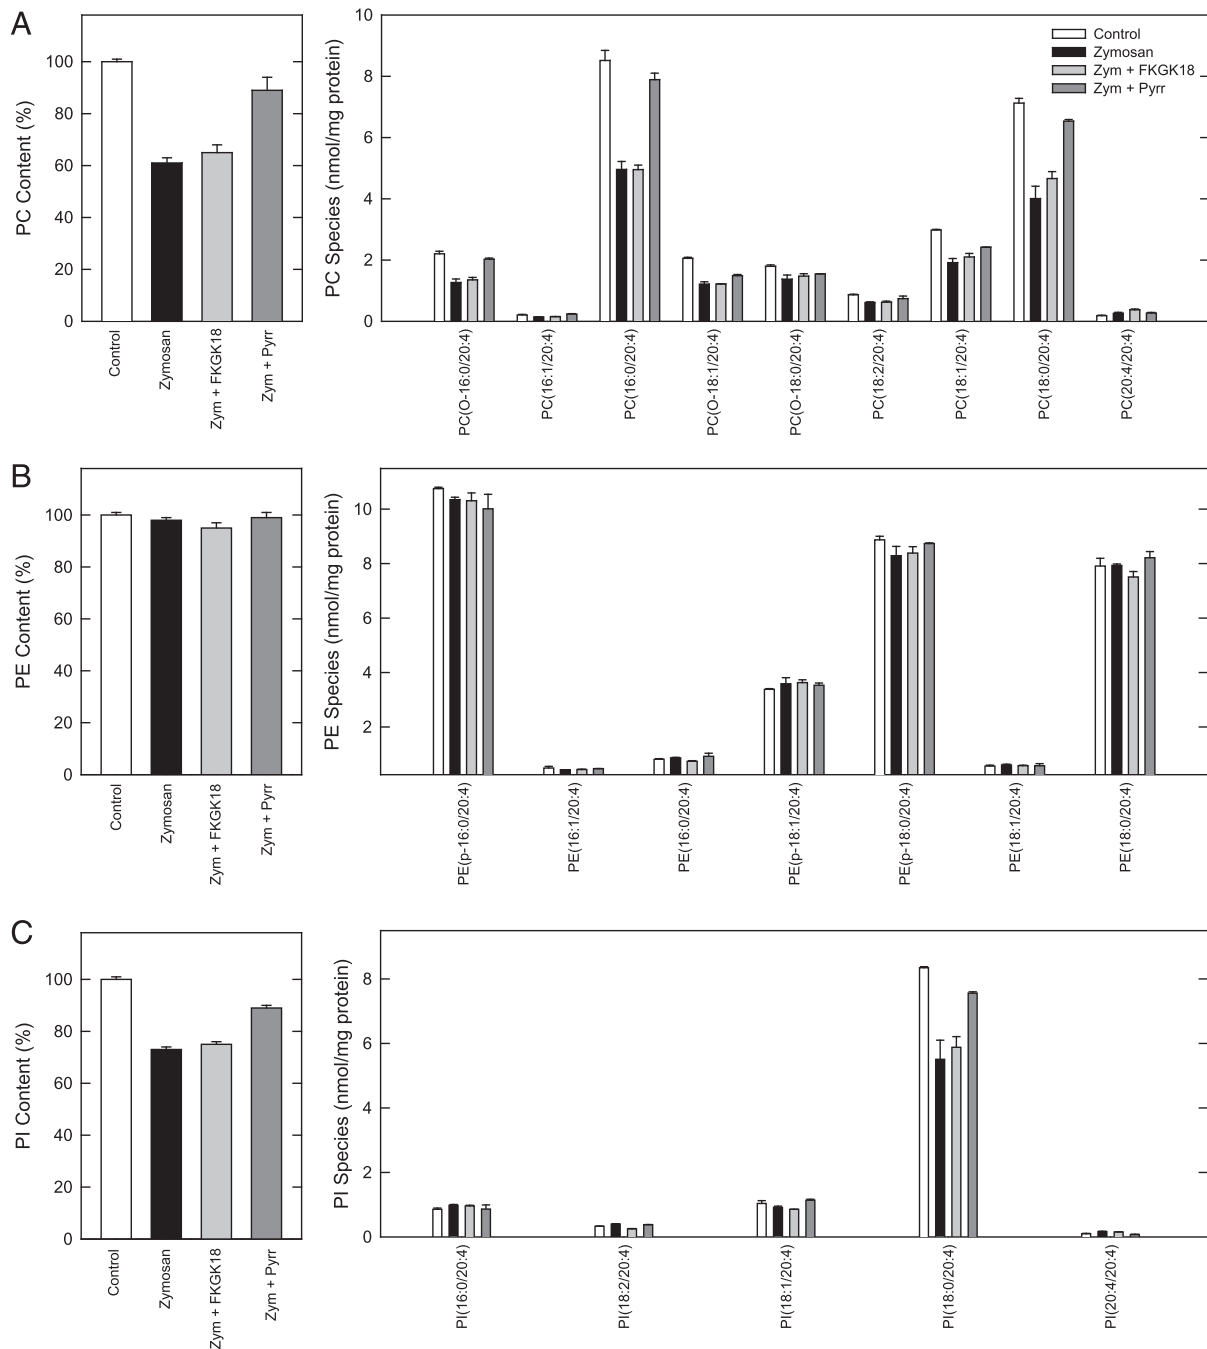 A
PC Content (%)
100
80
60
40
20
0
Control
Zymosan
Zym + FKGK18
Zym + Pyrr
PC Species (nmol/mg protein)
10
8
6
4
2
0
Control
Zymosan
Zym + FKGK18
Zym + Pyrr
PC(O-16:0/20:4)
PC(16:1/20:4)
PC(16:0/20:4)
PC(O-18:1/20:4)
PC(O-18:0/20:4)
PC(18:2/20:4)
PC(18:1/20:4)
PC(18:0/20:4)
PC(20:4/20:4)
B
PE Content (%)
100
80
60
40
20
0
Control
Zymosan
Zym + FKGK18
Zym + Pyrr
PE Species (nmol/mg protein)
10
8
6
4
2
PE(p-16:0/20:4)
PE(16:1/20:4)
PE(16:0/20:4)
PE(p-18:1/20:4)
PE(p-18:0/20:4)
PE(18:1/20:4)
PE(18:0/20:4)
C
PI Content (%)
100
80
60
40
20
0
Control
Zymosan
Zym + FKGK18
Zym + Pyrr
PI Species (nmol/mg protein)
8
6
4
2
0
PI(16:0/20:4)
PI(18:2/20:4)
PI(18:1/20:4)
PI(18:0/20:4)
PI(20:4/20:4)